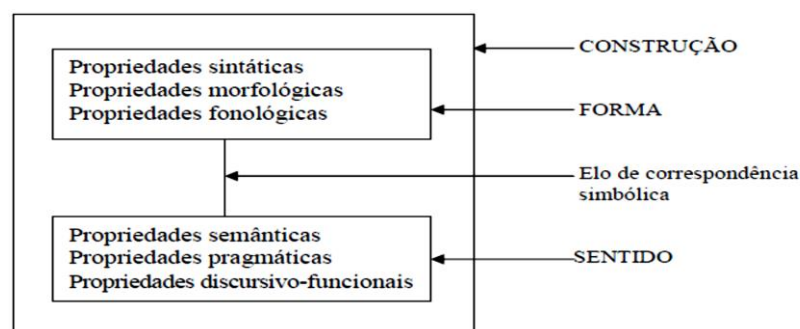 Propriedades sintáticas
Propriedades morfológicas
Propriedades fonológicas
CONSTRUÇÃO
FORMA
Elo de correspondência
simbólica
Propriedades semânticas
Propriedades pragmáticas
Propriedades discursivo-funcionais
SENTIDO